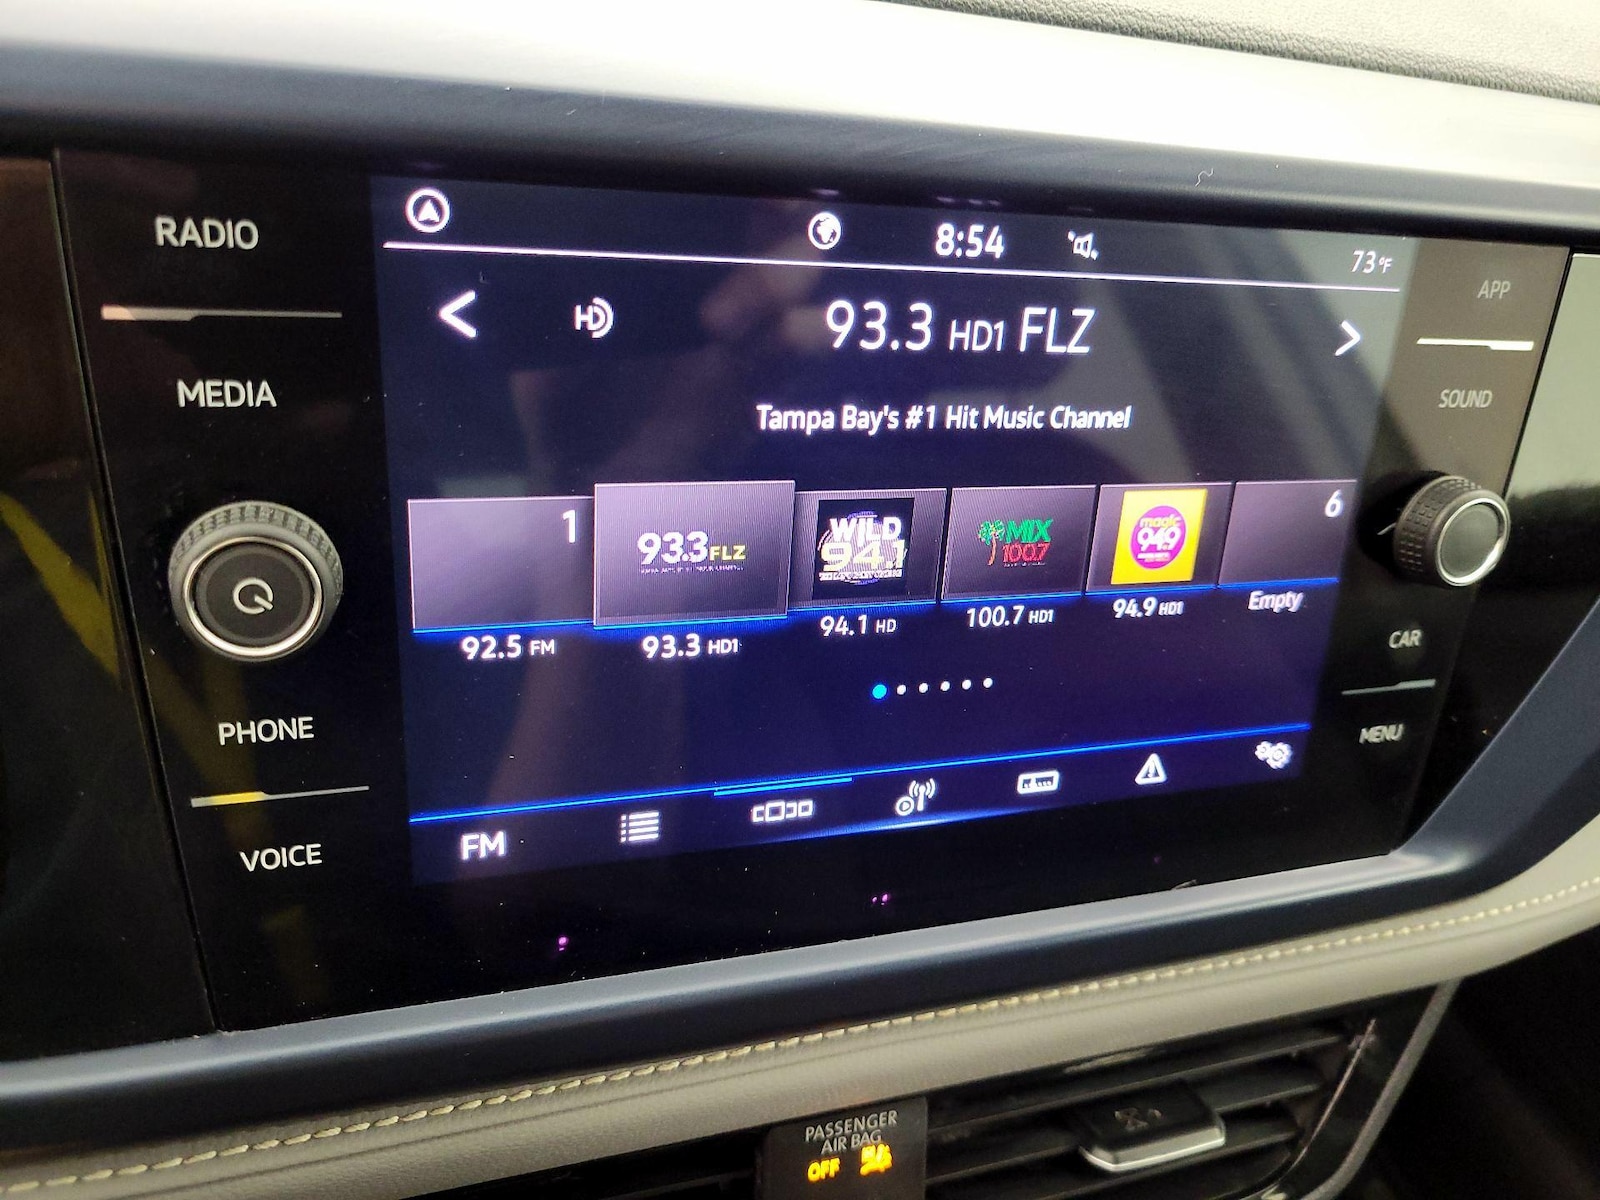 RADIO
MEDIA
PHONE
VOICE
8:54
73°F
HD
93.3 HD1 FLZ
Tampa Bay's #1 Hit Music Channel
1
93.3FLZ
WILD
94.1
MIX
100.7
magic
94.9
6
92.5 FM
93.3 HD1
94.1 HD
100.7 HD1
94.9 HD1
Empty
FM
APP
SOUND
CAR
MENU
PASSENGER
AIR BAG
OFF